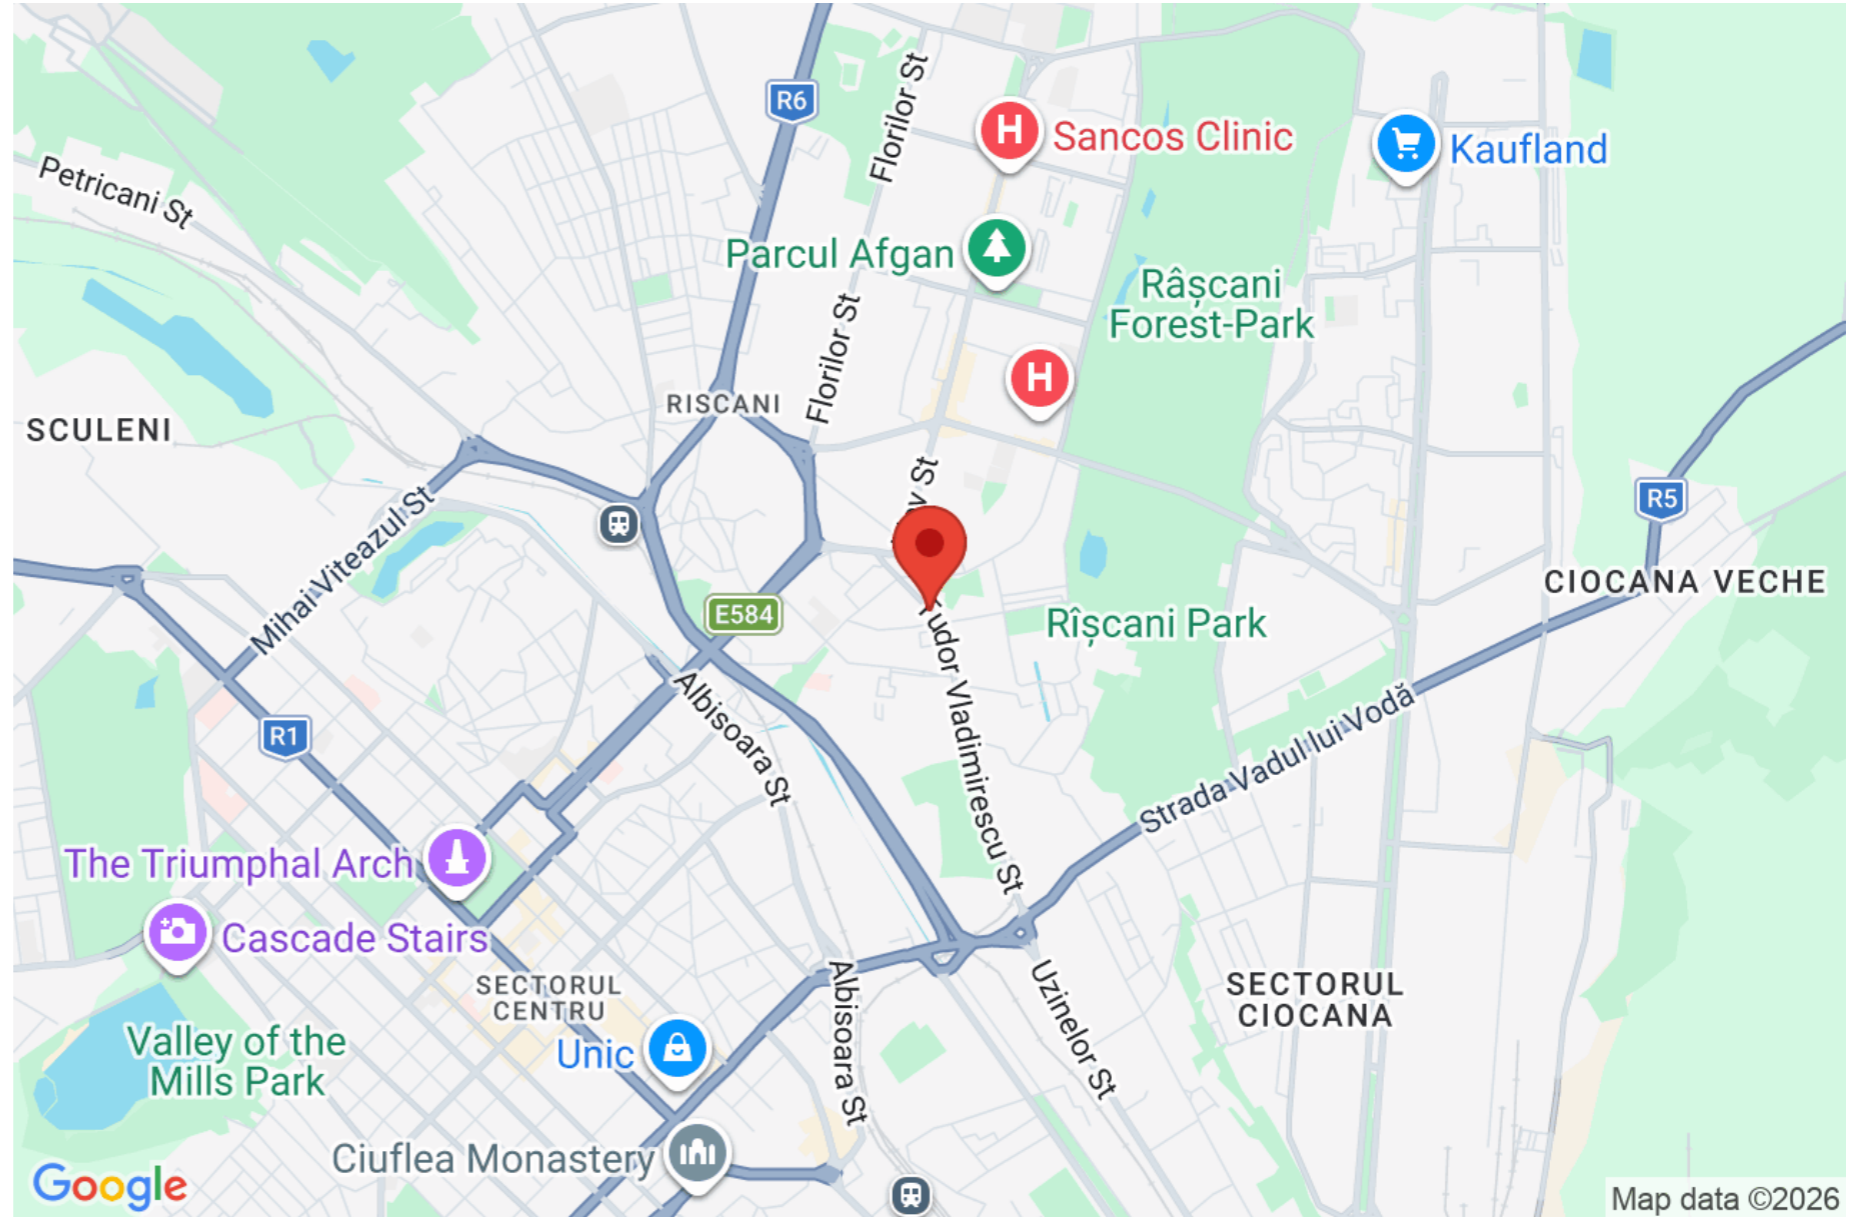 R6
Florilor St
H
Sancos Clinic
Kaufland
Petricani St
Parcul Afgan
Râșcani
Forest-Park
Florilor St
H
RISCANI
SCULENI
St
R5
Mihai Viteazul St
CIOCANA VECHE
E584
Rîșcani Park
Tudor Vladimirescu St
Albisoara St
R1
Strada Vadul lui Vodă
The Triumphal Arch
Cascade Stairs
SECTORUL
CENTRU
Albisoara St
Uzinelor St
SECTORUL
CIOCANA
Valley of the
Mills Park
Unic
Ciuflea Monastery
Google
Map data ©2026